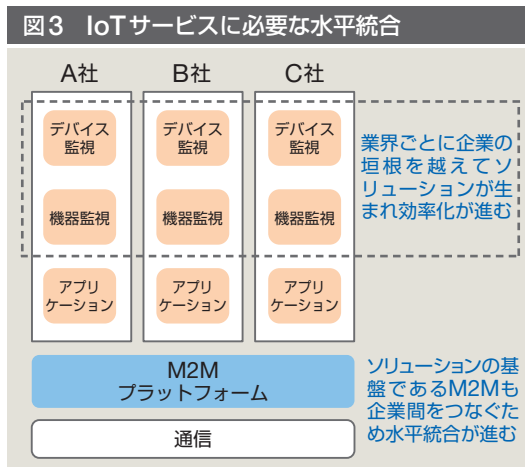 図3 IoTサービスに必要な水平統合
A社
B社
C社
デバイス
監視
デバイス
監視
デバイス
監視
機器監視
機器監視
機器監視
アプリ
ケーション
アプリ
ケーション
アプリ
ケーション
業界ごとに企業の
垣根を越えてソ
リューションが生
まれ効率化が進む
M2M
プラットフォーム
通信
ソリューションの基
盤であるM2Mも
企業間をつなぐた
め水平統合が進む